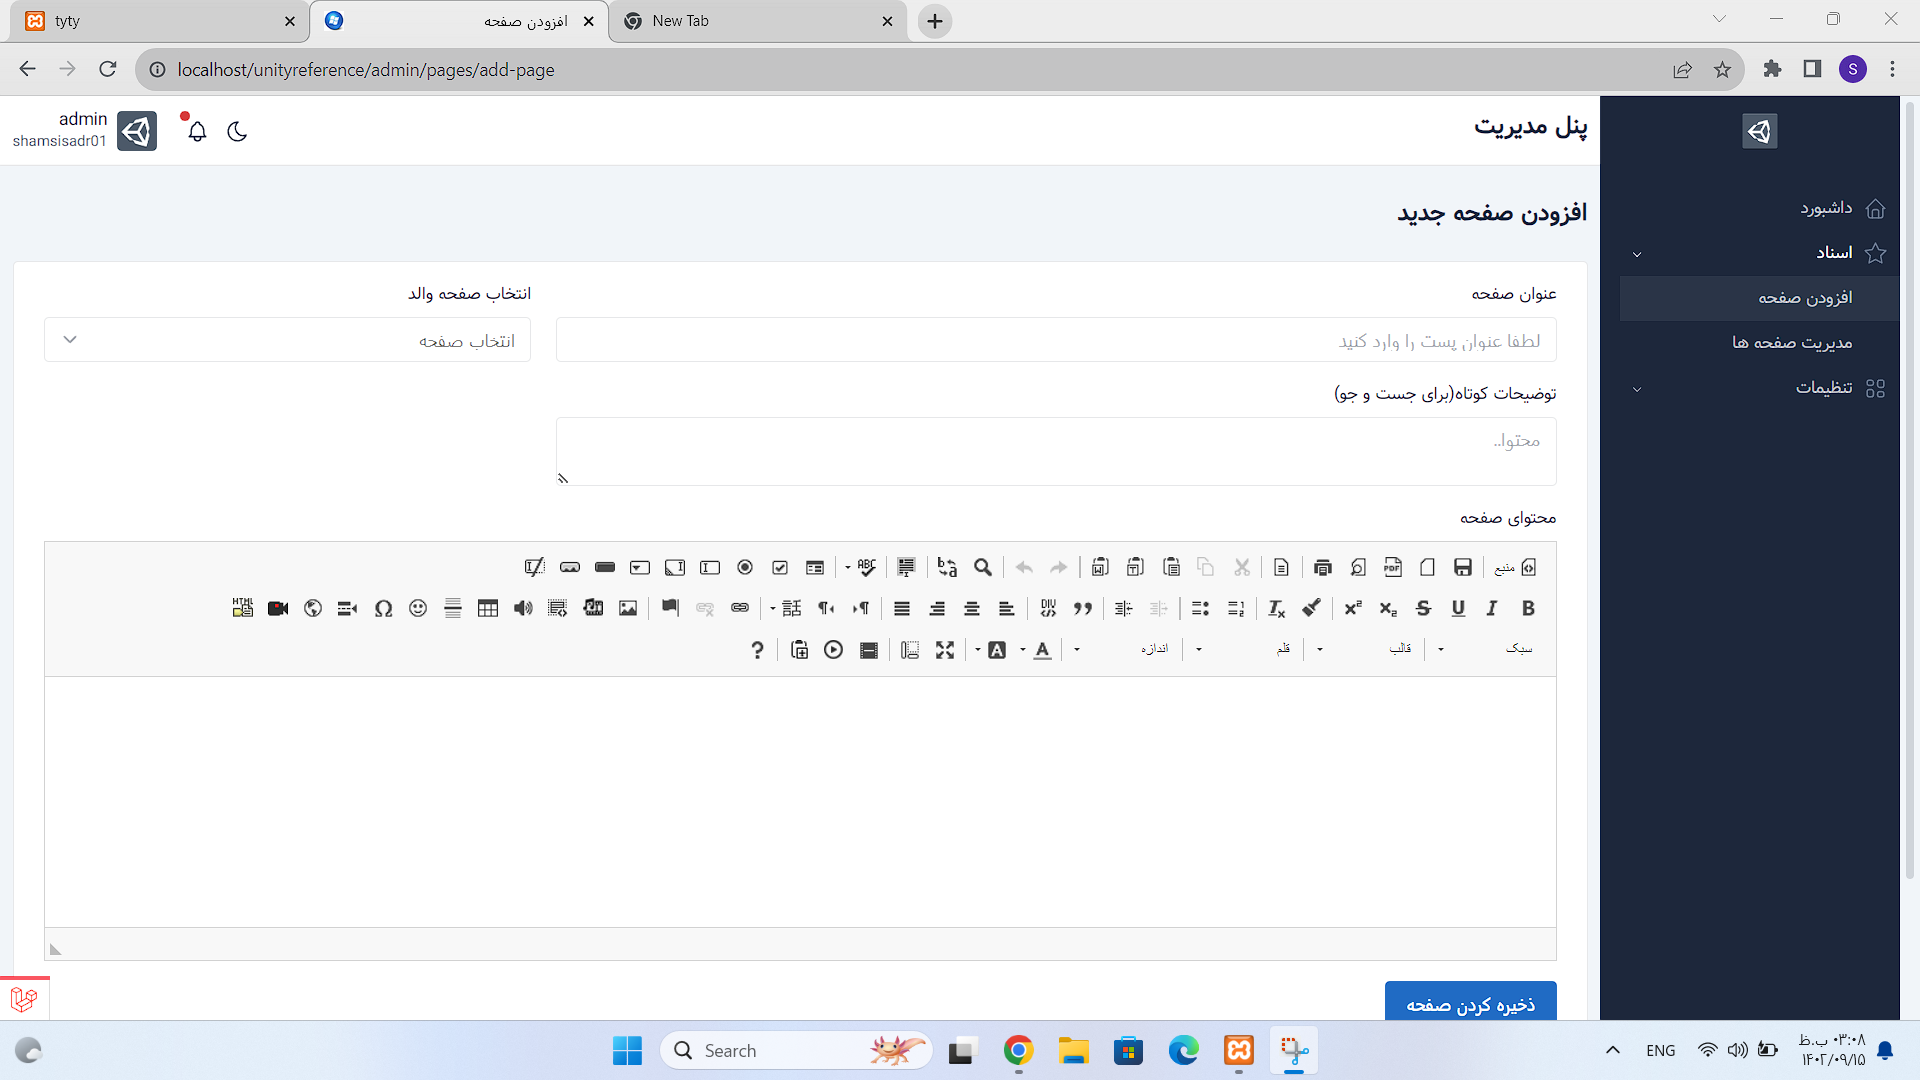 tyty
افزودن صفحه
New Tab
localhost/unityreference/admin/pages/add-page
S
admin
shamsisadr01
پنل مدیریت
داشبورد
اسناد
افزودن صفحه
مدیریت صفحه ها
تنظیمات
افزودن صفحه جدید
عنوان صفحه
انتخاب صفحه والد
لطفا عنوان پست را وارد کنید
انتخاب صفحه
توضیحات کوتاه(برای جست و جو)
محتوا..
محتوای صفحه
منبع
سبک
قالب
قلم
اندازه
ذخیره کردن صفحه
Search
ENG
۰۳:۰۸ ب.ظ
۱۴۰۲/۰۹/۱۵